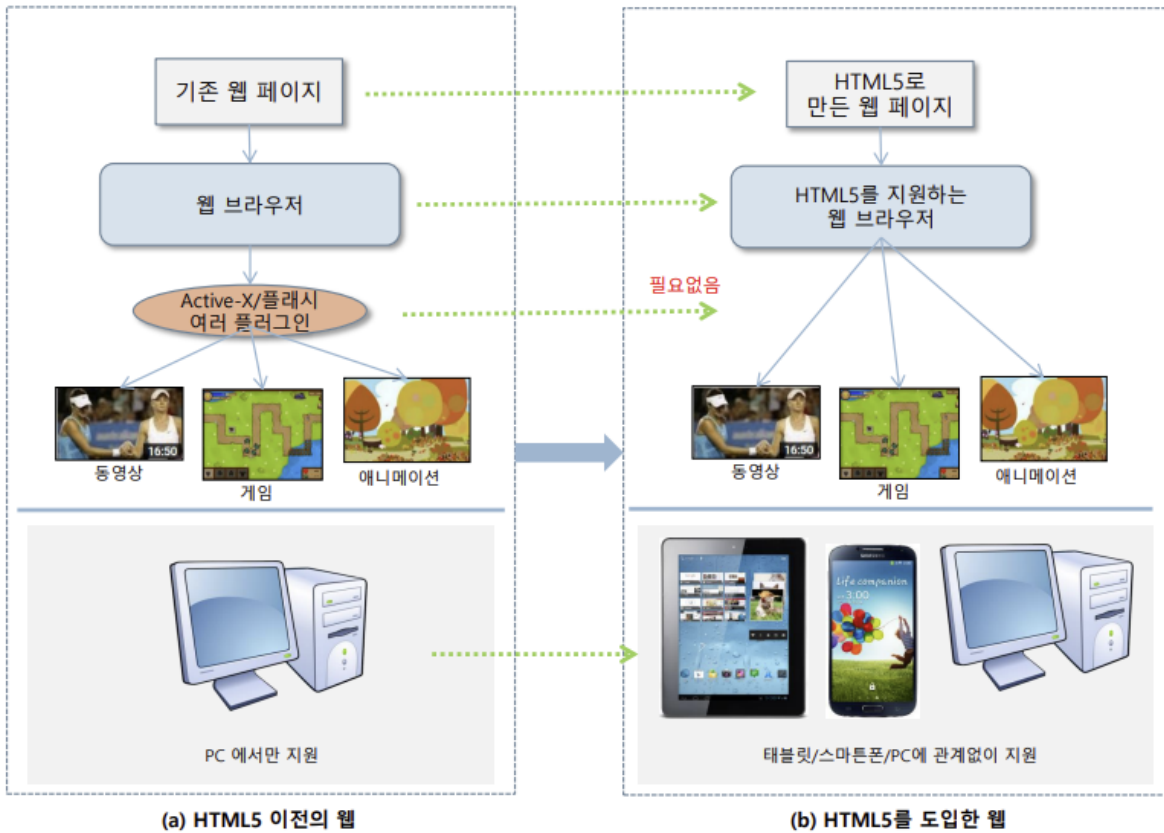 기존 웹 페이지
HTML5로
만든 웹 페이지
웹 브라우저
HTML5를 지원하는
웹 브라우저
필요없음
Active-X/플래시
여러 플러그인
16:50
동영상
게임
애니메이션
16:50
동영상
게임
애니메이션
SAMSUNG
Life companion
3:00
PC 에서만 지원
태블릿/스마튼폰/PC에 관계없이 지원
(a) HTML5 이전의 웹
(b) HTML5를 도입한 웹